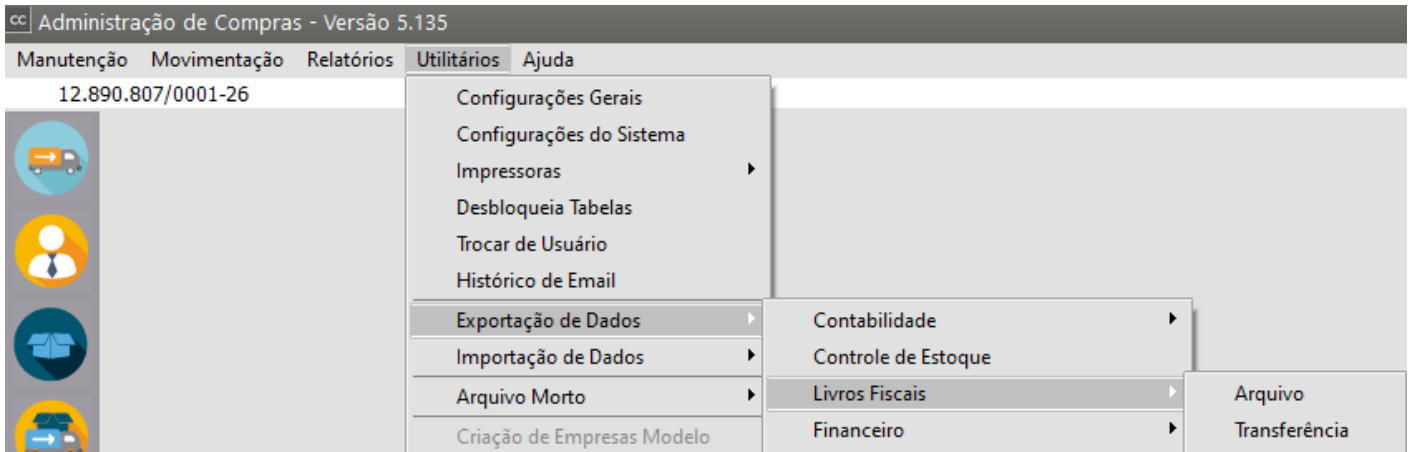 cc Administração de Compras - Versão 5.135
Manutenção Movimentação Relatórios Utilitários Ajuda
12.890.807/0001-26
Configurações Gerais
Configurações do Sistema
Impressoras
Desbloqueia Tabelas
Trocar de Usuário
Histórico de Email
Exportação de Dados
Importação de Dados
Arquivo Morto
Criação de Empresas Modelo
Contabilidade
Controle de Estoque
Livros Fiscais
Financeiro
Arquivo
Transferência